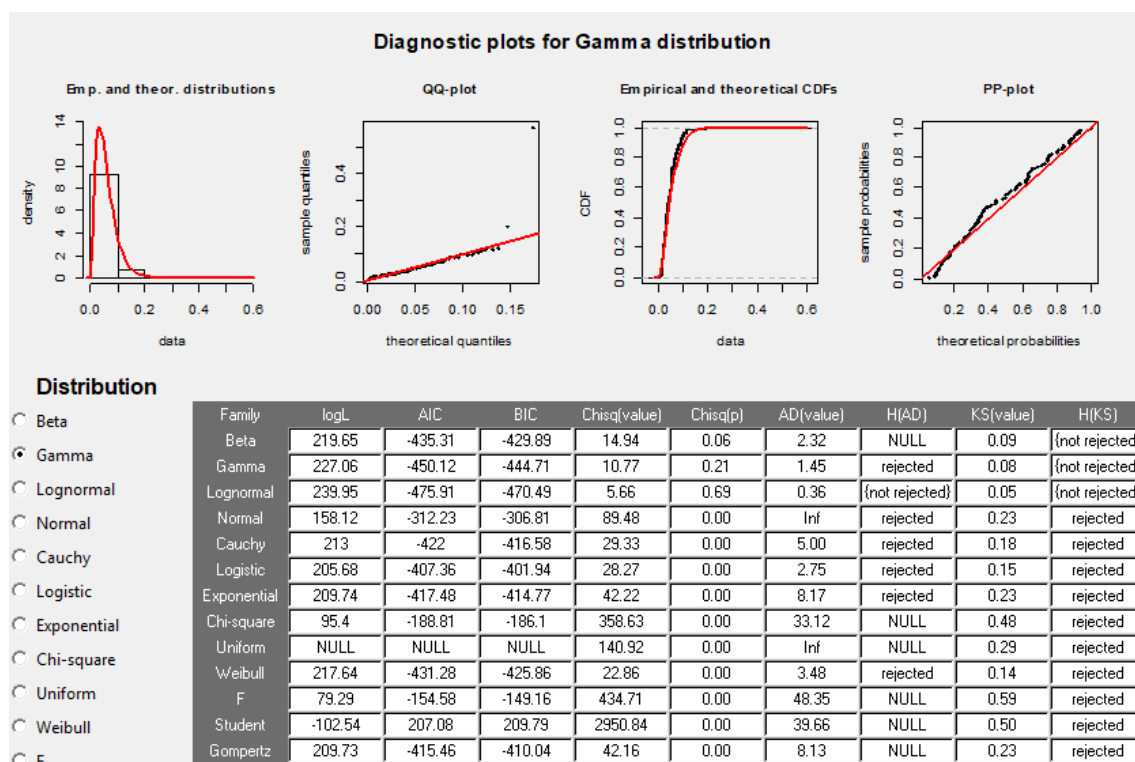 Diagnostic plots for Gamma distribution
Emp. and theor. distributions
QQ-plot
Empirical and theoretical CDFs
PP-plot
density
0 2 4 6 8 10 14
0.0 0.2 0.4 0.6
data
sample quantiles
0.0 0.2 0.4
0.00 0.05 0.10 0.15
theoretical quantiles
CDF
0.0 0.2 0.4 0.6 0.8 1.0
0.0 0.2 0.4 0.6
data
sample probabilities
0.0 0.2 0.4 0.6 0.8 1.0
0.2 0.4 0.6 0.8 1.0
theoretical probabilities
Distribution
Beta
Gamma
Lognormal
Normal
Cauchy
Logistic
Exponential
Chi-square
Uniform
Weibull
Family logL AIC BIC Chisq(value) Chisq(p) AD(value) H(AD) KS(value) H(KS)
Beta 219.65 -435.31 -429.89 14.94 0.06 2.32 NULL 0.09 {not rejected
Gamma 227.06 -450.12 -444.71 10.77 0.21 1.45 rejected 0.08 {not rejected
Lognormal 239.95 -475.91 -470.49 5.66 0.69 0.36 {not rejected} 0.05 {not rejected
Normal 158.12 -312.23 -306.81 89.48 0.00 Inf rejected 0.23 rejected
Cauchy 213 -422 -416.58 29.33 0.00 5.00 rejected 0.18 rejected
Logistic 205.68 -407.36 -401.94 28.27 0.00 2.75 rejected 0.15 rejected
Exponential 209.74 -417.48 -414.77 42.22 0.00 8.17 rejected 0.23 rejected
Chi-square 95.4 -188.81 -186.1 358.63 0.00 33.12 NULL 0.48 rejected
Uniform NULL NULL NULL 140.92 0.00 Inf NULL 0.29 rejected
Weibull 217.64 -431.28 -425.86 22.86 0.00 3.48 rejected 0.14 rejected
F 79.29 -154.58 -149.16 434.71 0.00 48.35 NULL 0.59 rejected
Student -102.54 207.08 209.79 2950.84 0.00 39.66 NULL 0.50 rejected
Gompertz 209.73 -415.46 -410.04 42.16 0.00 8.13 NULL 0.23 rejected